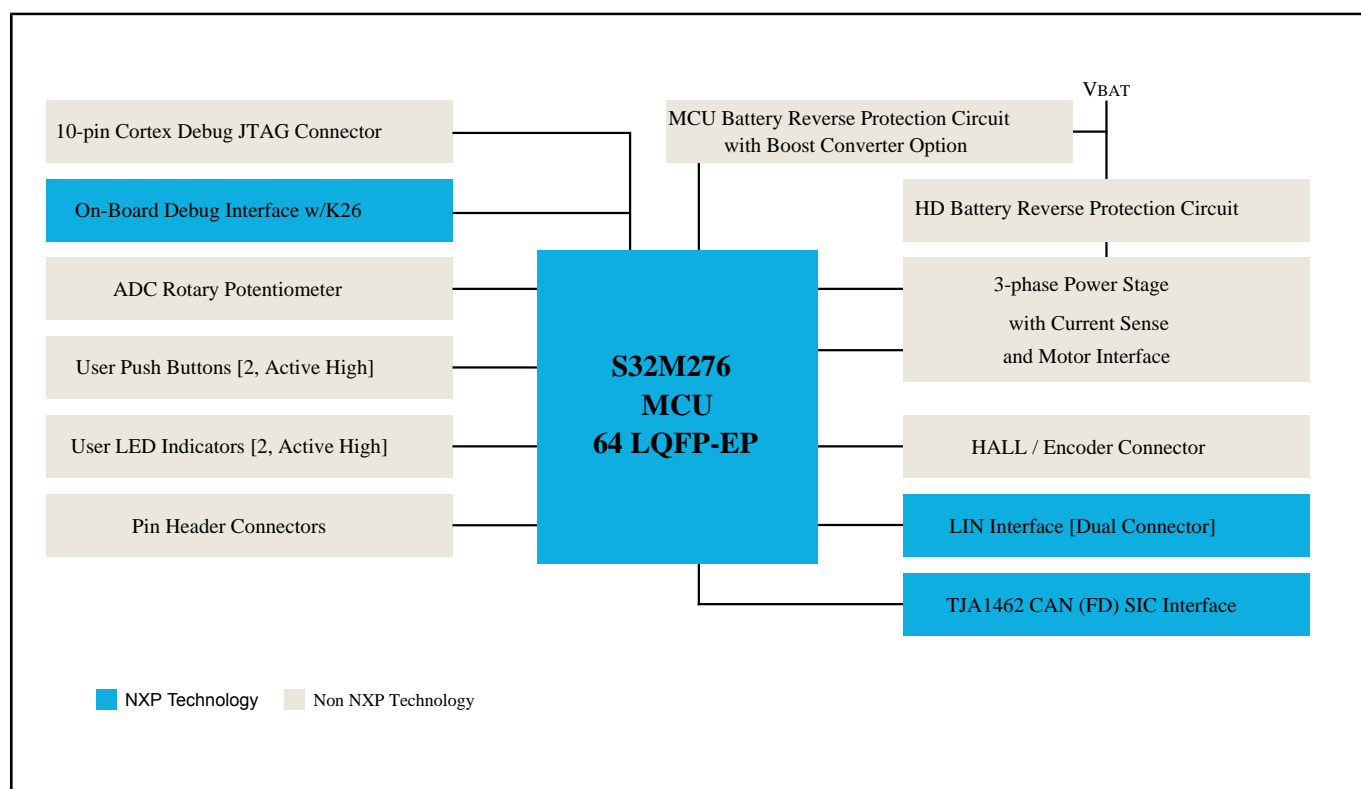 VBAT
10-pin Cortex Debug JTAG Connector
MCU Battery Reverse Protection Circuit
with Boost Converter Option
On-Board Debug Interface w/K26
HD Battery Reverse Protection Circuit
ADC Rotary Potentiometer
3-phase Power Stage
with Current Sense
and Motor Interface
User Push Buttons [2, Active High]
S32M276
MCU
64 LQFP-EP
User LED Indicators [2, Active High]
HALL / Encoder Connector
Pin Header Connectors
LIN Interface [Dual Connector]
TJA1462 CAN (FD) SIC Interface
NXP Technology
Non NXP Technology